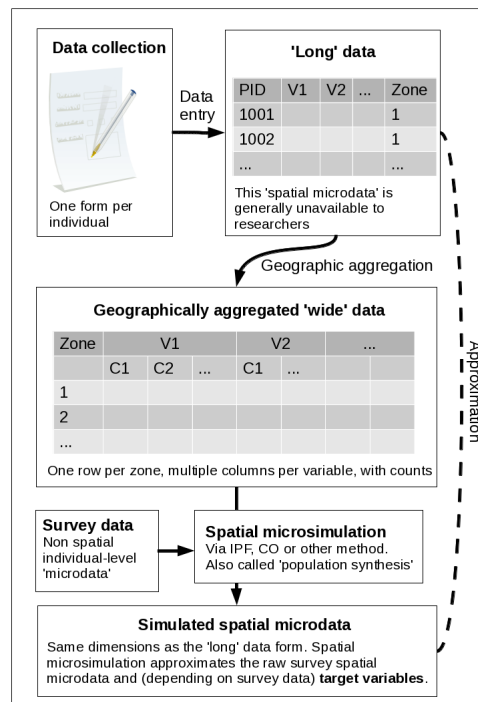 Data collection
One form per
individual
Data
entry
'Long' data
PID V1 V2 ... Zone
1001 1
1002 1
... ...
This 'spatial microdata' is
generally unavailable to
researchers
Geographic aggregation
Approximation
Geographically aggregated 'wide' data
Zone V1 V2 ...
C1 C2 ... C1 ...
1
2
...
One row per zone, multiple columns per variable, with counts
Survey data
Non spatial
individual-level
'microdata'
Spatial microsimulation
Via IPF, CO or other method.
Also called 'population synthesis'
Simulated spatial microdata
Same dimensions as the 'long' data form. Spatial
microsimulation approximates the raw survey spatial
microdata and (depending on survey data) target variables.